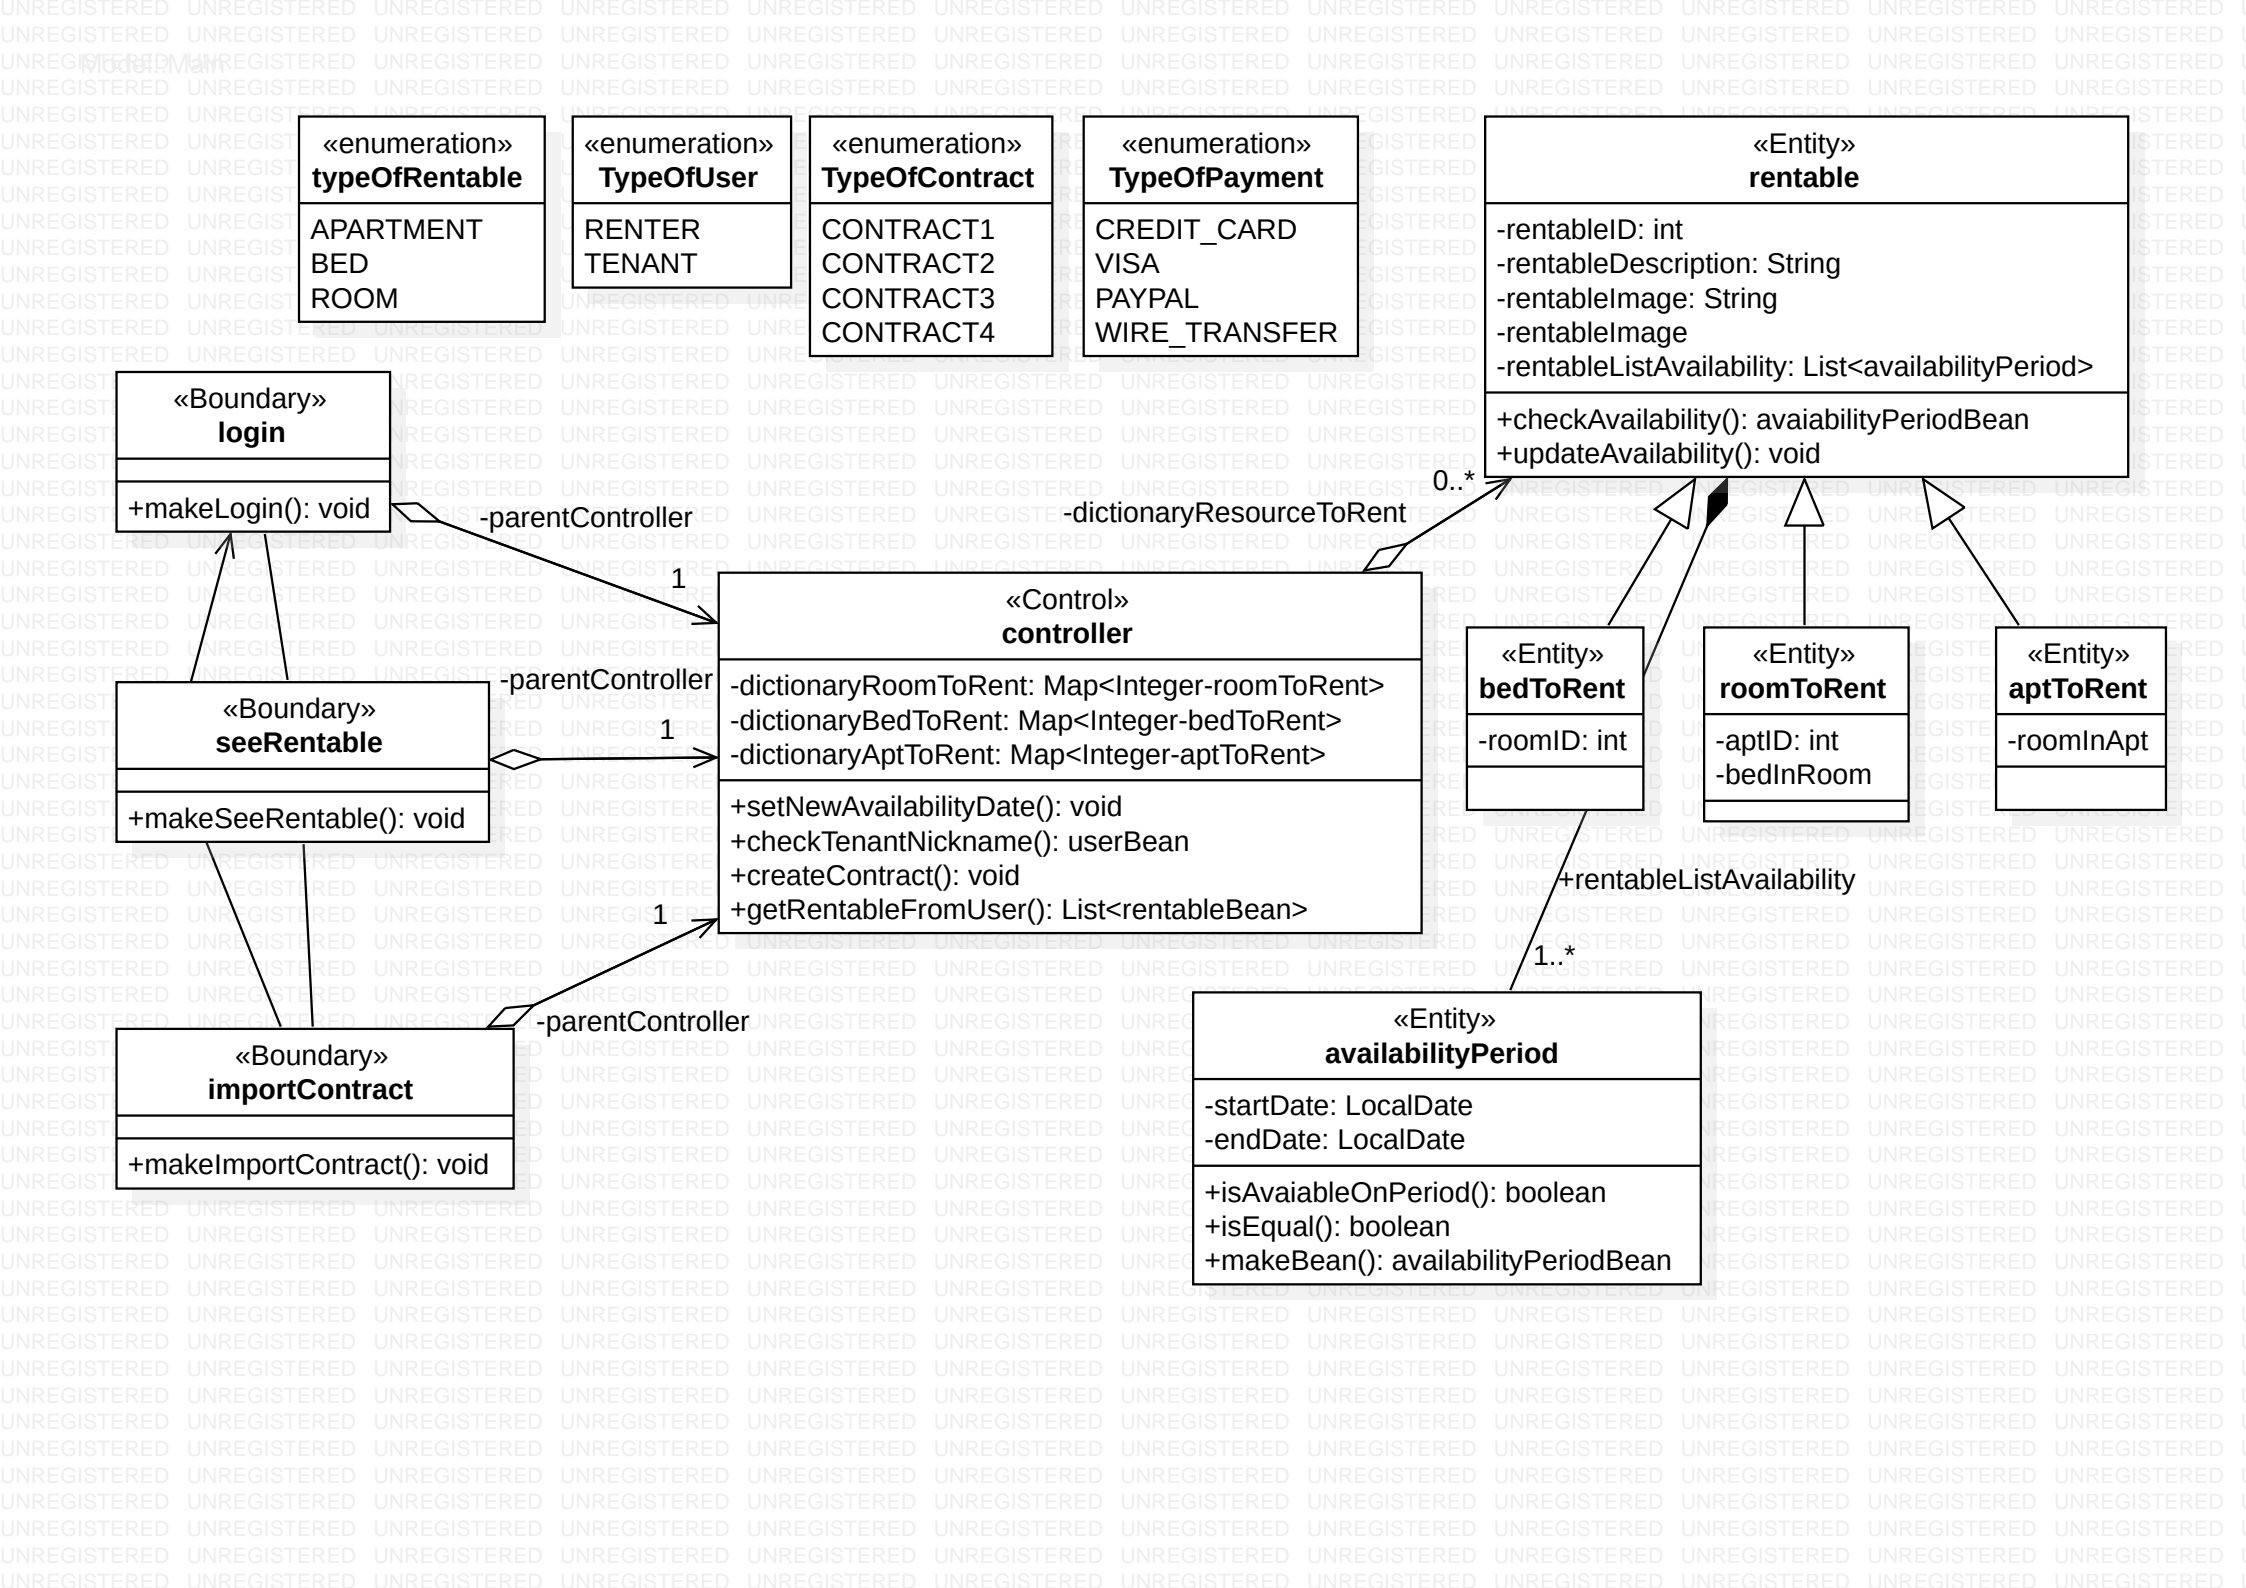 Model::Main
«enumeration»
typeOfRentable
APARTMENT
BED
ROOM
«enumeration»
TypeOfUser
RENTER
TENANT
«enumeration»
TypeOfContract
CONTRACT1
CONTRACT2
CONTRACT3
CONTRACT4
«enumeration»
TypeOfPayment
CREDIT_CARD
VISA
PAYPAL
WIRE_TRANSFER
«Entity»
rentable
-rentableID: int
-rentableDescription: String
-rentableImage: String
-rentableImage
-rentableListAvailability: List<availabilityPeriod>
+checkAvailability(): avaiabilityPeriodBean
+updateAvailability(): void
«Boundary»
login
+makeLogin(): void
-parentController
1
0..*
-dictionaryResourceToRent
«Control»
controller
-dictionaryRoomToRent: Map<Integer-roomToRent>
-dictionaryBedToRent: Map<Integer-bedToRent>
-dictionaryAptToRent: Map<Integer-aptToRent>
+setNewAvailabilityDate(): void
+checkTenantNickname(): userBean
+createContract(): void
+getRentableFromUser(): List<rentableBean>
«Entity»
bedToRent
-roomID: int
«Entity»
roomToRent
-aptID: int
-bedInRoom
«Entity»
aptToRent
-roomInApt
-parentController
1
«Boundary»
seeRentable
+makeSeeRentable(): void
+rentableListAvailability
1..*
1
-parentController
«Boundary»
importContract
+makeImportContract(): void
«Entity»
availabilityPeriod
-startDate: LocalDate
-endDate: LocalDate
+isAvaiableOnPeriod(): boolean
+isEqual(): boolean
+makeBean(): availabilityPeriodBean
UNREGISTERED